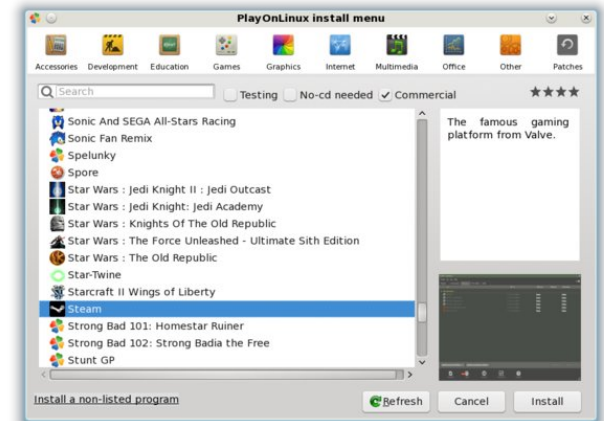 PlayOnLinux install menu
Accessories Development Education Games Graphics Internet Multimedia Office Other Patches
Search Testing No-cd needed Commercial
Sonic And SEGA All-Stars Racing
Sonic Fan Remix
Spelunky
Spore
Star Wars : Jedi Knight II : Jedi Outcast
Star Wars : Jedi Knight: Jedi Academy
Star Wars : Knights Of The Old Republic
Star Wars : The Force Unleashed - Ultimate Sith Edition
Star Wars : The Old Republic
Star-Twine
Starcraft II Wings of Liberty
Steam
Strong Bad 101: Homestar Ruiner
Strong Bad 102: Strong Badia the Free
Stunt GP
The famous gaming
platform from Valve.
Install a non-listed program
Refresh Cancel Install